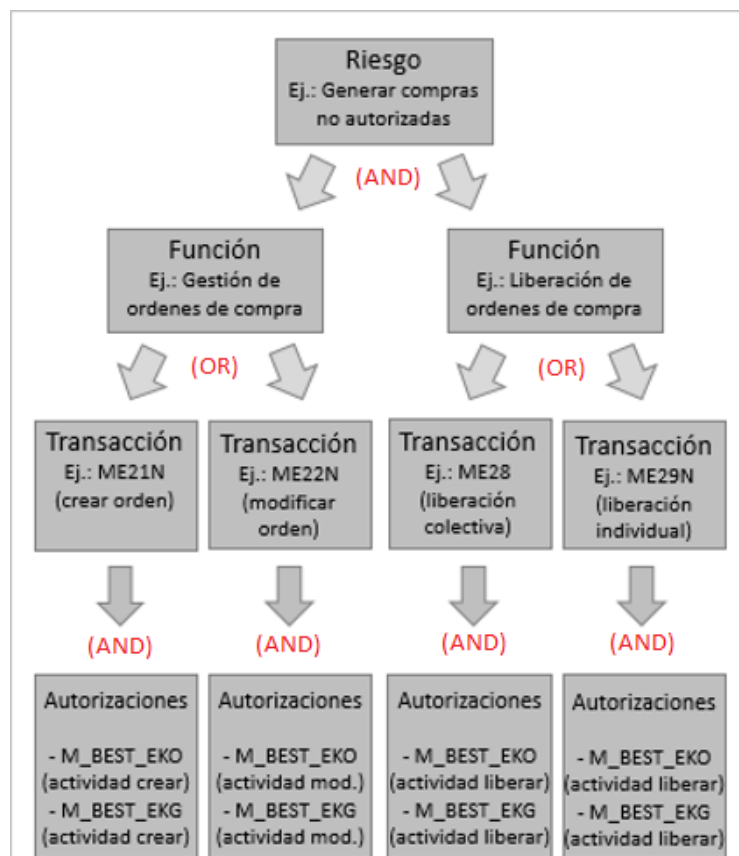 Riesgo
Ej.: Generar compras
no autorizadas
(AND)
Función
Ej.: Gestión de
ordenes de compra
Función
Ej.: Liberación de
ordenes de compra
(OR)
(OR)
Transacción
Ej.: ME21N
(crear orden)
Transacción
Ej.: ME22N
(modificar
orden)
Transacción
Ej.: ME28
(liberación
colectiva)
Transacción
Ej.: ME29N
(liberación
individual)
(AND)
(AND)
(AND)
(AND)
Autorizaciones
- M_BEST_EKO
(actividad crear)
- M_BEST_EKG
(actividad crear)
Autorizaciones
- M_BEST_EKO
(actividad mod.)
- M_BEST_EKG
(actividad mod.)
Autorizaciones
- M_BEST_EKO
(actividad liberar)
- M_BEST_EKG
(actividad liberar)
Autorizaciones
- M_BEST_EKO
(actividad liberar)
- M_BEST_EKG
(actividad liberar)